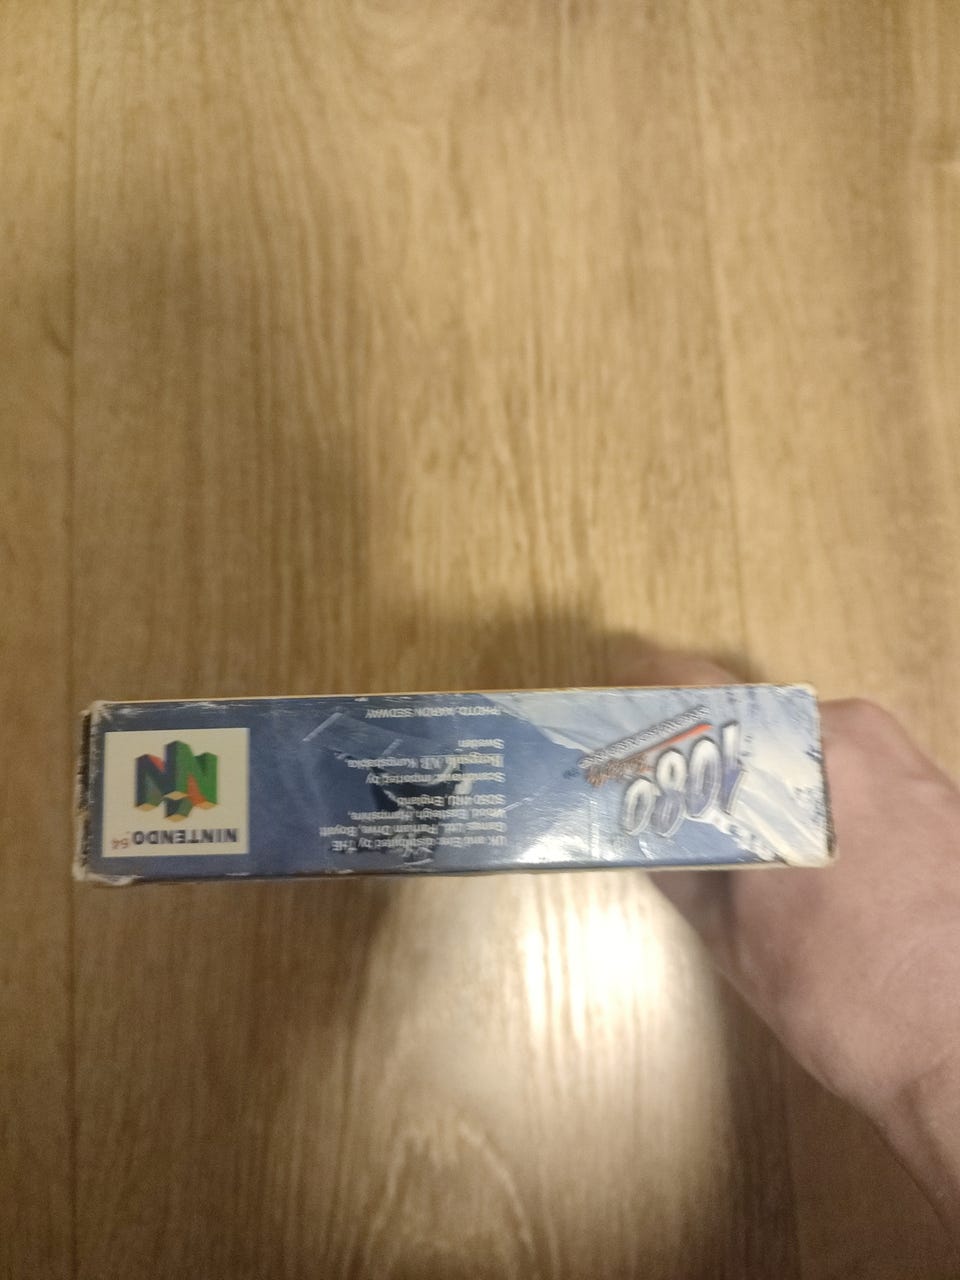 1080°
NINTENDO 64
UK and Eire: distributed by THE
Games Ltd. Parham Drive, Boyatt
Wood, Eastleigh, Hampshire,
SO50 4NU, England
Scandinavia: imported by
Bergsala AB Kungsbacka,
Sweden
PHOTO: AARON SEDWAY